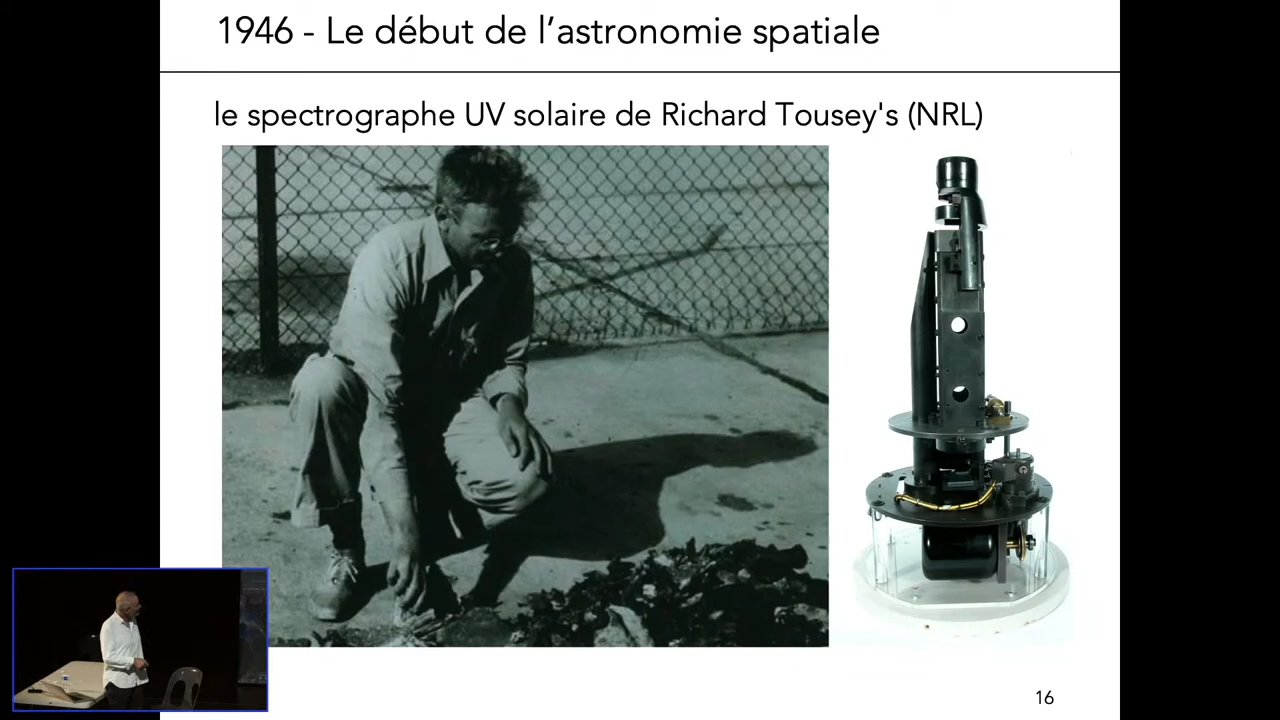 1946 - Le début de l’astronomie spatiale
le spectrographe UV solaire de Richard Tousey's (NRL)
16